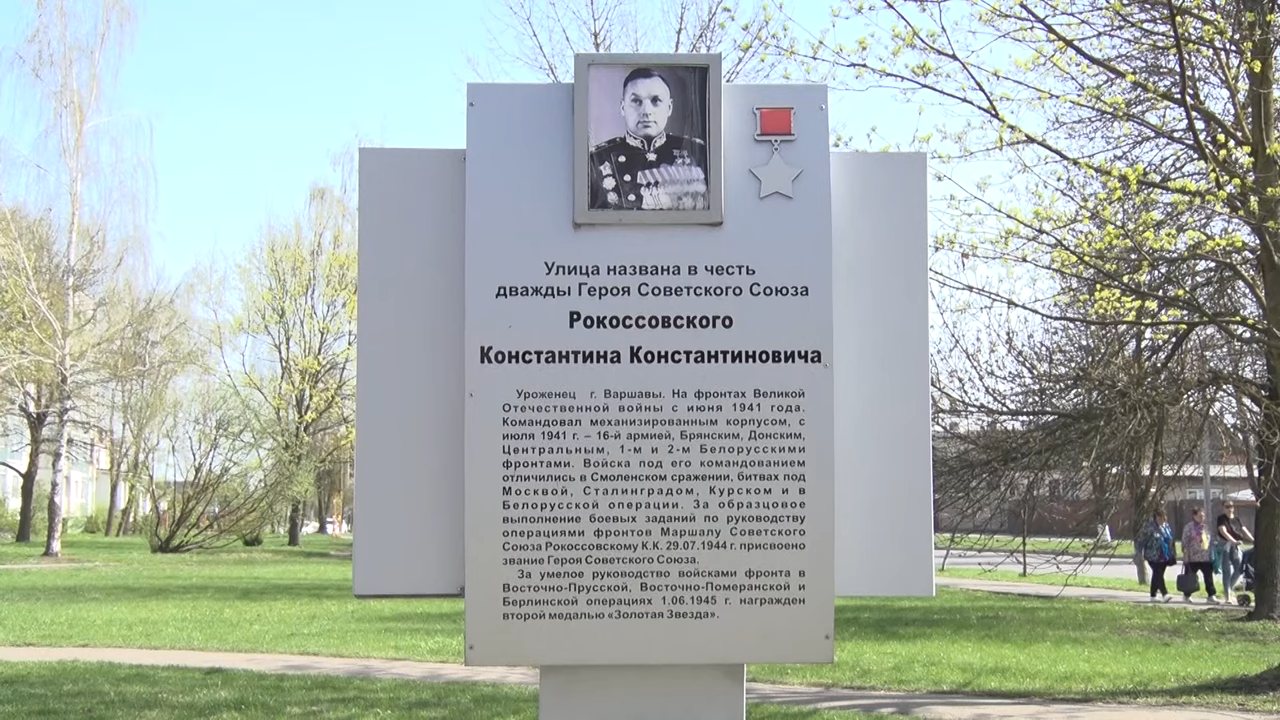 Улица названа в честь
дважды Героя Советского Союза
Рокоссовского
Константина Константиновича
Уроженец г. Варшавы. На фронтах Великой
Отечественной войны с июня 1941 года.
Командовал механизированным корпусом, с
июля 1941 г. – 16-й армией, Брянским, Донским,
Центральным, 1-м и 2-м Белорусскими
фронтами. Войска под его командованием
отличились в Смоленском сражении, битвах под
Москвой, Сталинградом, Курском и в
Белорусской операции. За образцовое
выполнение боевых заданий по руководству
операциями фронтов Маршалу Советского
Союза Рокоссовскому К.К. 29.07.1944 г. присвоено
звание Героя Советского Союза.
За умелое руководство войсками фронта в
Восточно-Прусской, Восточно-Померанской и
Берлинской операциях 1.06.1945 г. награжден
второй медалью «Золотая Звезда».